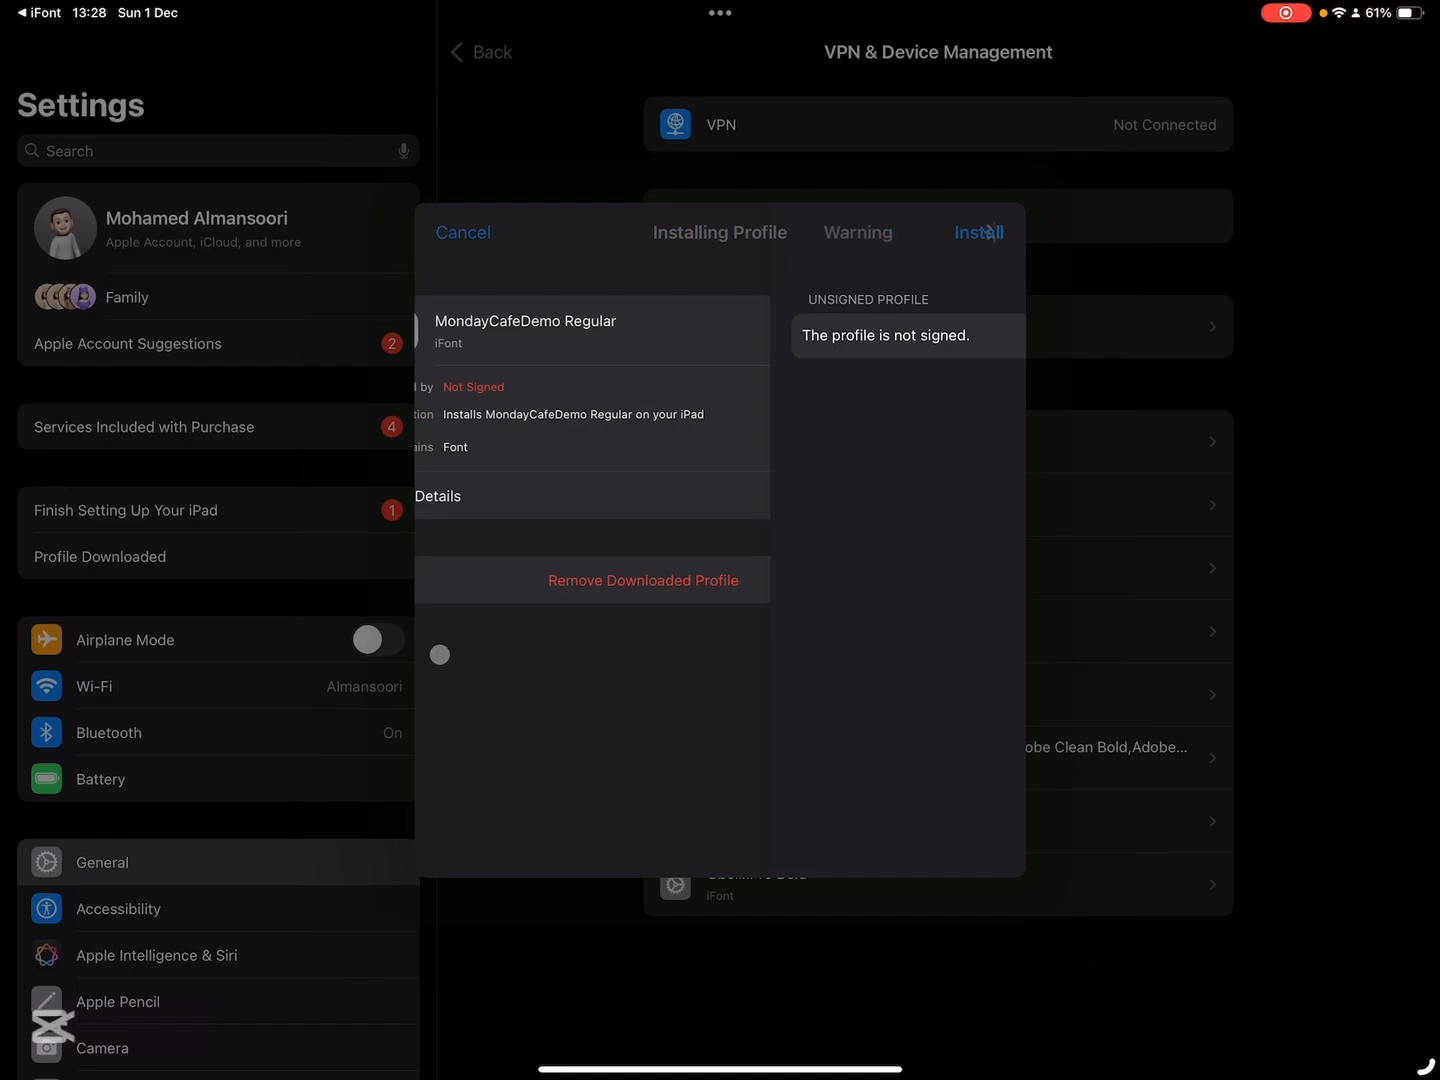 ◀ iFont 13:28 Sun 1 Dec
61%
Settings
Search
Mohamed Almansoori
Apple Account, iCloud, and more
Family
Apple Account Suggestions 2
Services Included with Purchase 4
Finish Setting Up Your iPad 1
Profile Downloaded
Airplane Mode
Wi-Fi Almansoori
Bluetooth On
Battery
General
Accessibility
Apple Intelligence & Siri
Apple Pencil
Camera
Back VPN & Device Management
VPN Not Connected
Cancel Installing Profile Warning Install
MondayCafeDemo Regular
iFont
d by Not Signed
tion Installs MondayCafeDemo Regular on your iPad
ains Font
Details
Remove Downloaded Profile
UNSIGNED PROFILE
The profile is not signed.
obe Clean Bold,Adobe...
iFont